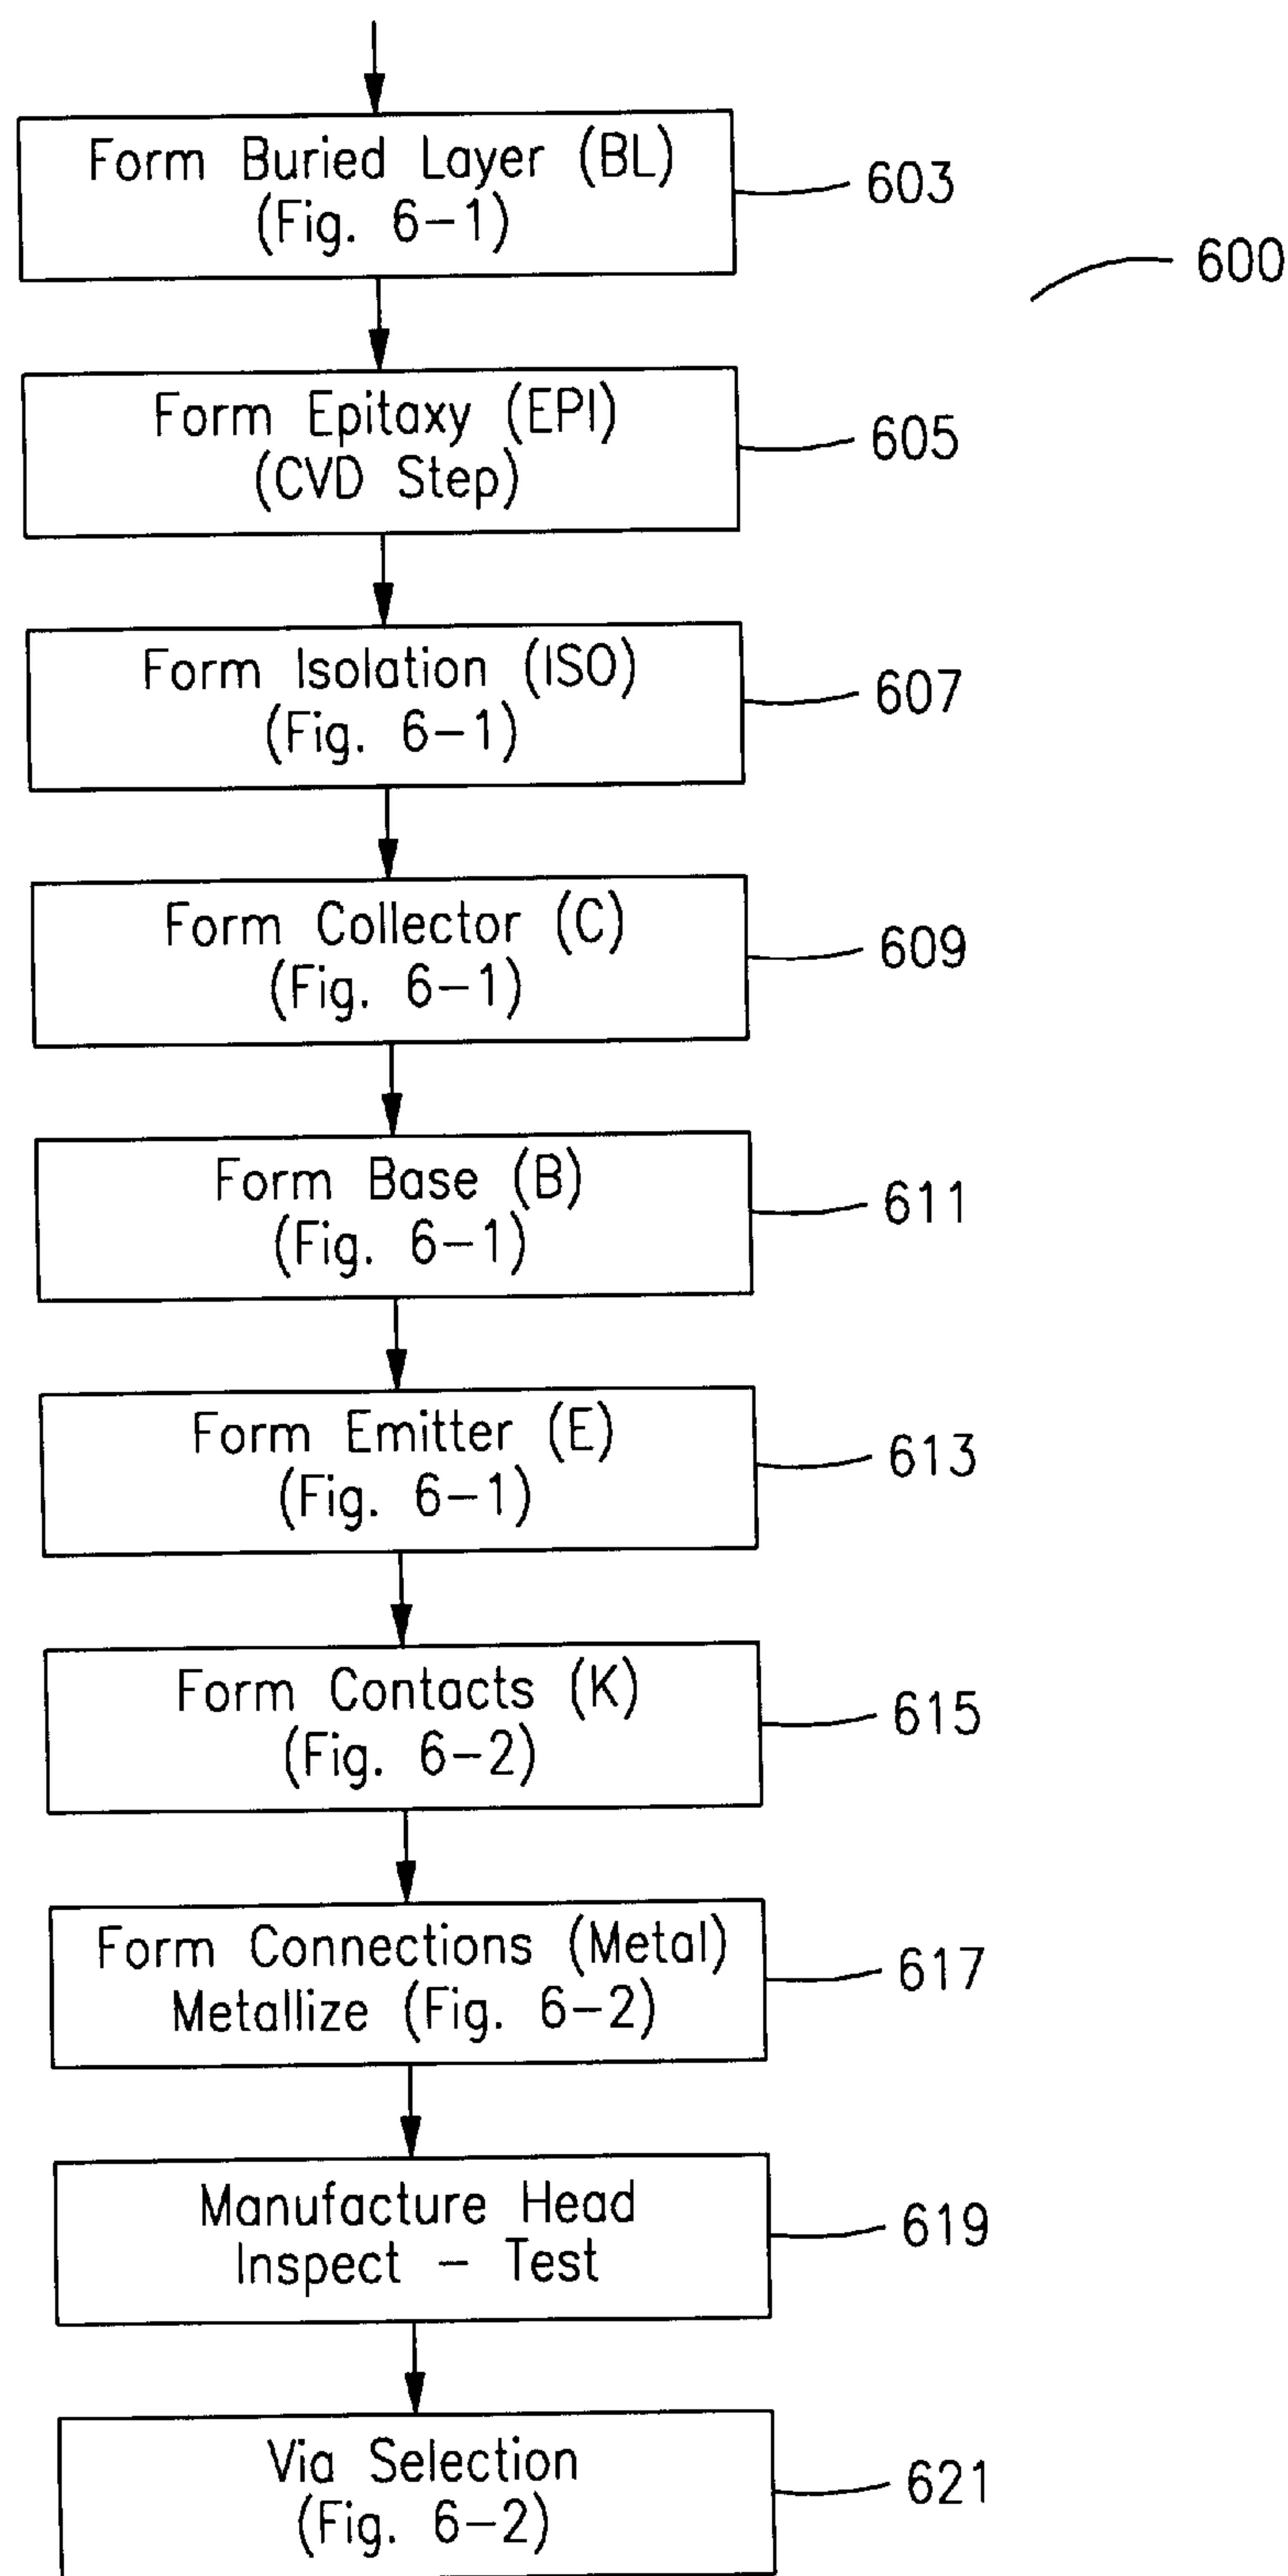 Form Buried Layer (BL)
(Fig. 6-1)
603
600
Form Epitaxy (EPI)
(CVD Step)
605
Form Isolation (ISO)
(Fig. 6-1)
607
Form Collector (C)
(Fig. 6-1)
609
Form Base (B)
(Fig. 6-1)
611
Form Emitter (E)
(Fig. 6-1)
613
Form Contacts (K)
(Fig. 6-2)
615
Form Connections (Metal)
Metallize (Fig. 6-2)
617
Manufacture Head
Inspect - Test
619
Via Selection
(Fig. 6-2)
621